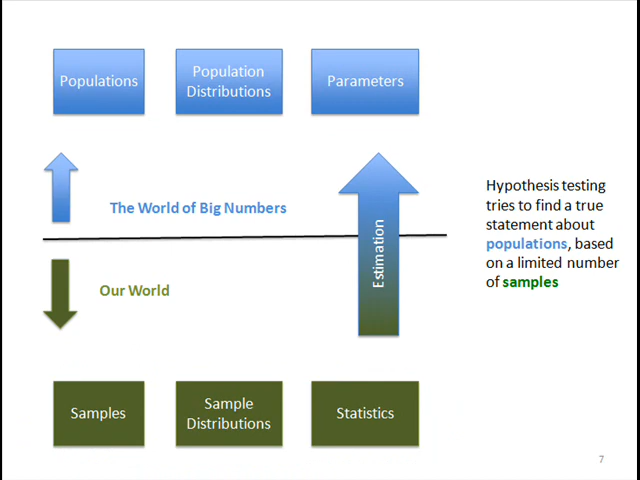 Populations
Population
Distributions
Parameters
The World of Big Numbers
Our World
Estimation
Hypothesis testing
tries to find a true
statement about
populations, based
on a limited number
of samples
Samples
Sample
Distributions
Statistics
7